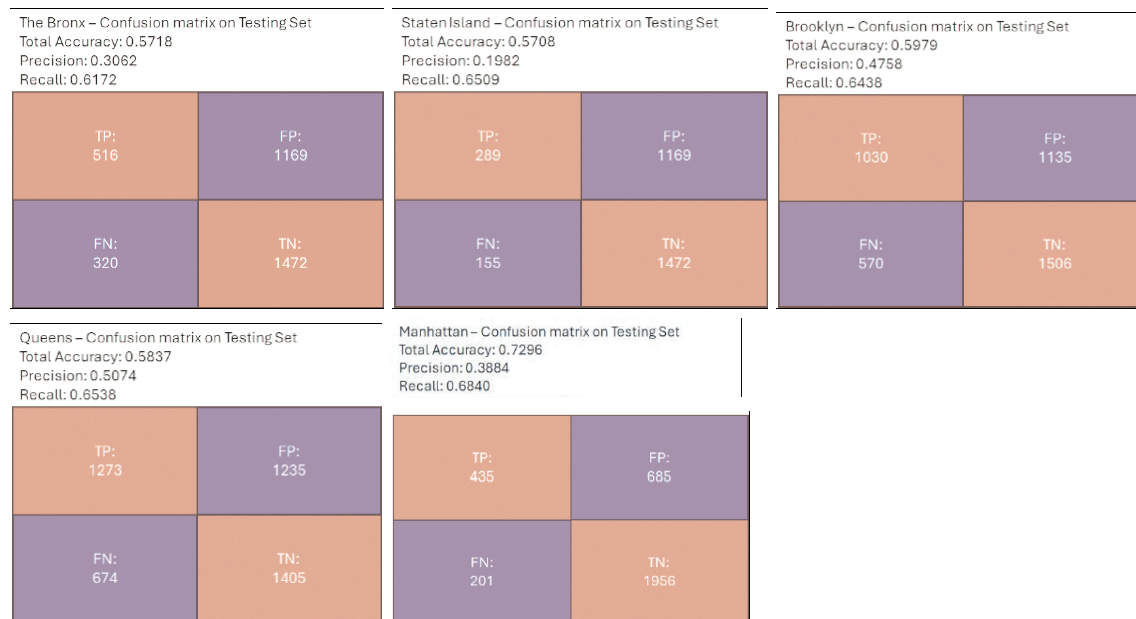 The Bronx – Confusion matrix on Testing Set
Total Accuracy: 0.5718
Precision: 0.3062
Recall: 0.6172
TP:
516
FP:
1169
FN:
320
TN:
1472
Staten Island – Confusion matrix on Testing Set
Total Accuracy: 0.5708
Precision: 0.1982
Recall: 0.6509
TP:
289
FP:
1169
FN:
155
TN:
1472
Brooklyn – Confusion matrix on Testing Set
Total Accuracy: 0.5979
Precision: 0.4758
Recall: 0.6438
TP:
1030
FP:
1135
FN:
570
TN:
1506
Queens – Confusion matrix on Testing Set
Total Accuracy: 0.5837
Precision: 0.5074
Recall: 0.6538
TP:
1273
FP:
1235
FN:
674
TN:
1405
Manhattan – Confusion matrix on Testing Set
Total Accuracy: 0.7296
Precision: 0.3884
Recall: 0.6840
TP:
435
FP:
685
FN:
201
TN:
1956